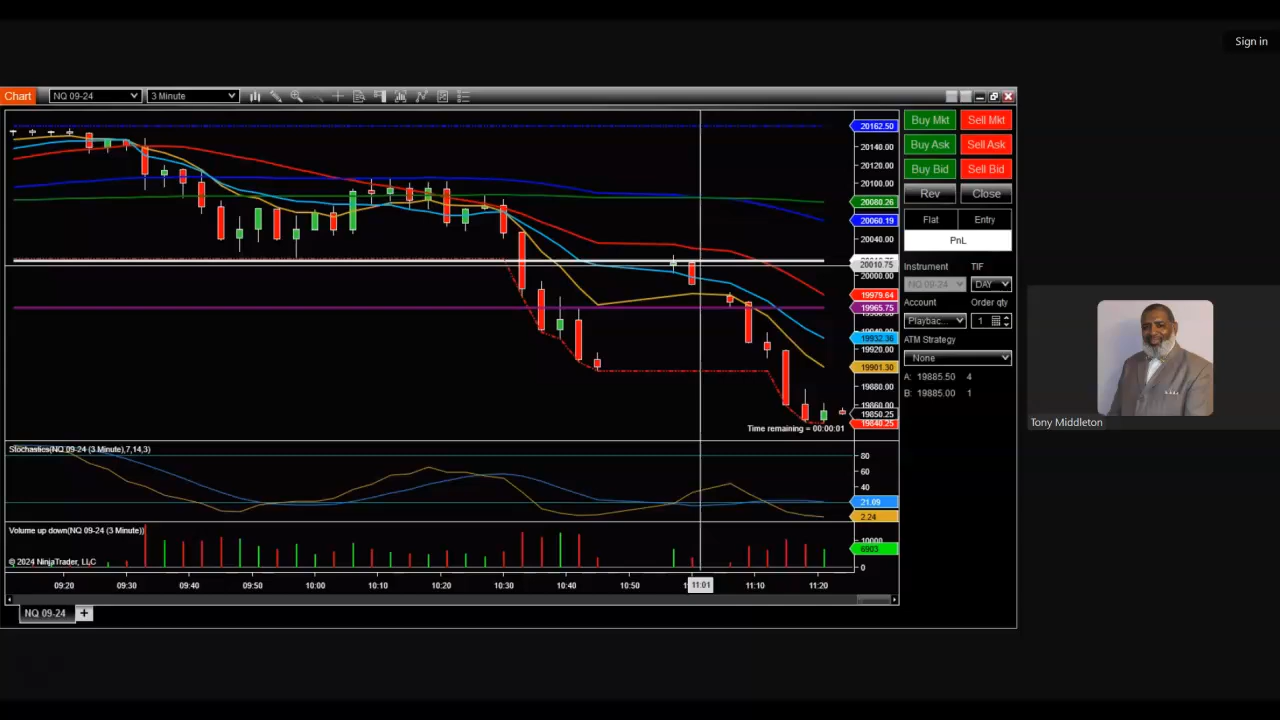 Sign in
Chart NQ 09-24 3 Minute
20162.50
20140.00
20120.00
20100.00
20080.26
20060.19
20040.00
20010.75
20000.00
19979.64
19965.75
19932.36
19920.00
19901.30
19880.00
19860.00
19850.25
19840.25
Time remaining = 00:00:01
Stochastics(NQ 09-24 (3 Minute),7,14,3)
80
60
40
21.09
2.24
Volume up down(NQ 09-24 (3 Minute))
10000
6903
0
© 2024 NinjaTrader, LLC
09:20 09:30 09:40 09:50 10:00 10:10 10:20 10:30 10:40 10:50 11:01 11:10 11:20
NQ 09-24 +
Buy Mkt Sell Mkt
Buy Ask Sell Ask
Buy Bid Sell Bid
Rev Close
Flat Entry
PnL
Instrument TIF
NQ 09-24 DAY
Account Order qty
Playbac... 1
ATM Strategy
None
A: 19885.50 4
B: 19885.00 1
Tony Middleton